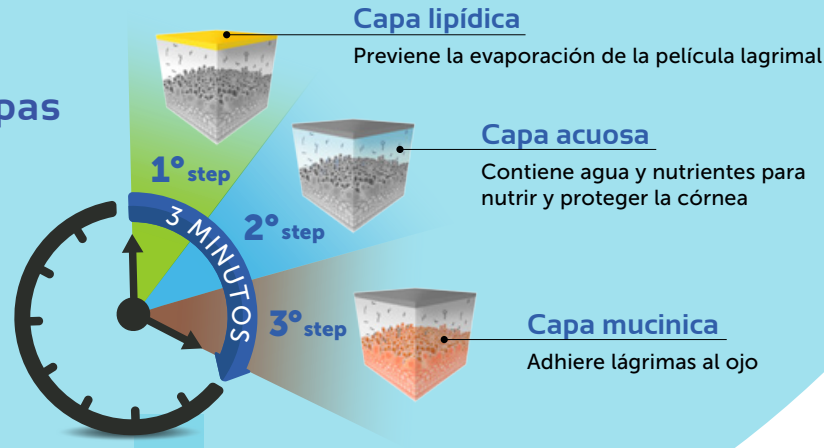 Capa lipídica
Previene la evaporación de la película lagrimal
pas
1° step
Capa acuosa
Contiene agua y nutrientes para
nutrir y proteger la córnea
2° step
3 MINUTOS
3° step
Capa mucinica
Adhiere lágrimas al ojo